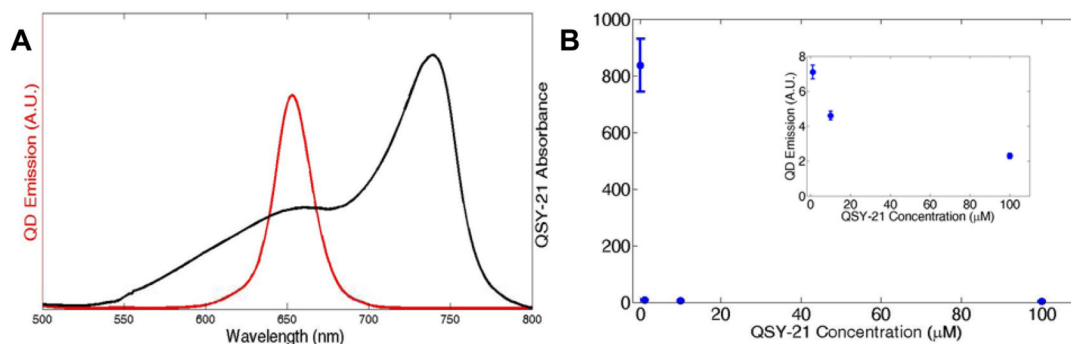 A
QD Emission (A.U.)
QSY-21 Absorbance
500 550 600 650 700 750 800
Wavelength (nm)
B
1000
800
600
400
200
0
0 20 40 60 80 100
QSY-21 Concentration (μM)
8
6
4
2
0
QD Emission (A.U.)
0 20 40 60 80 100
QSY-21 Concentration (μM)